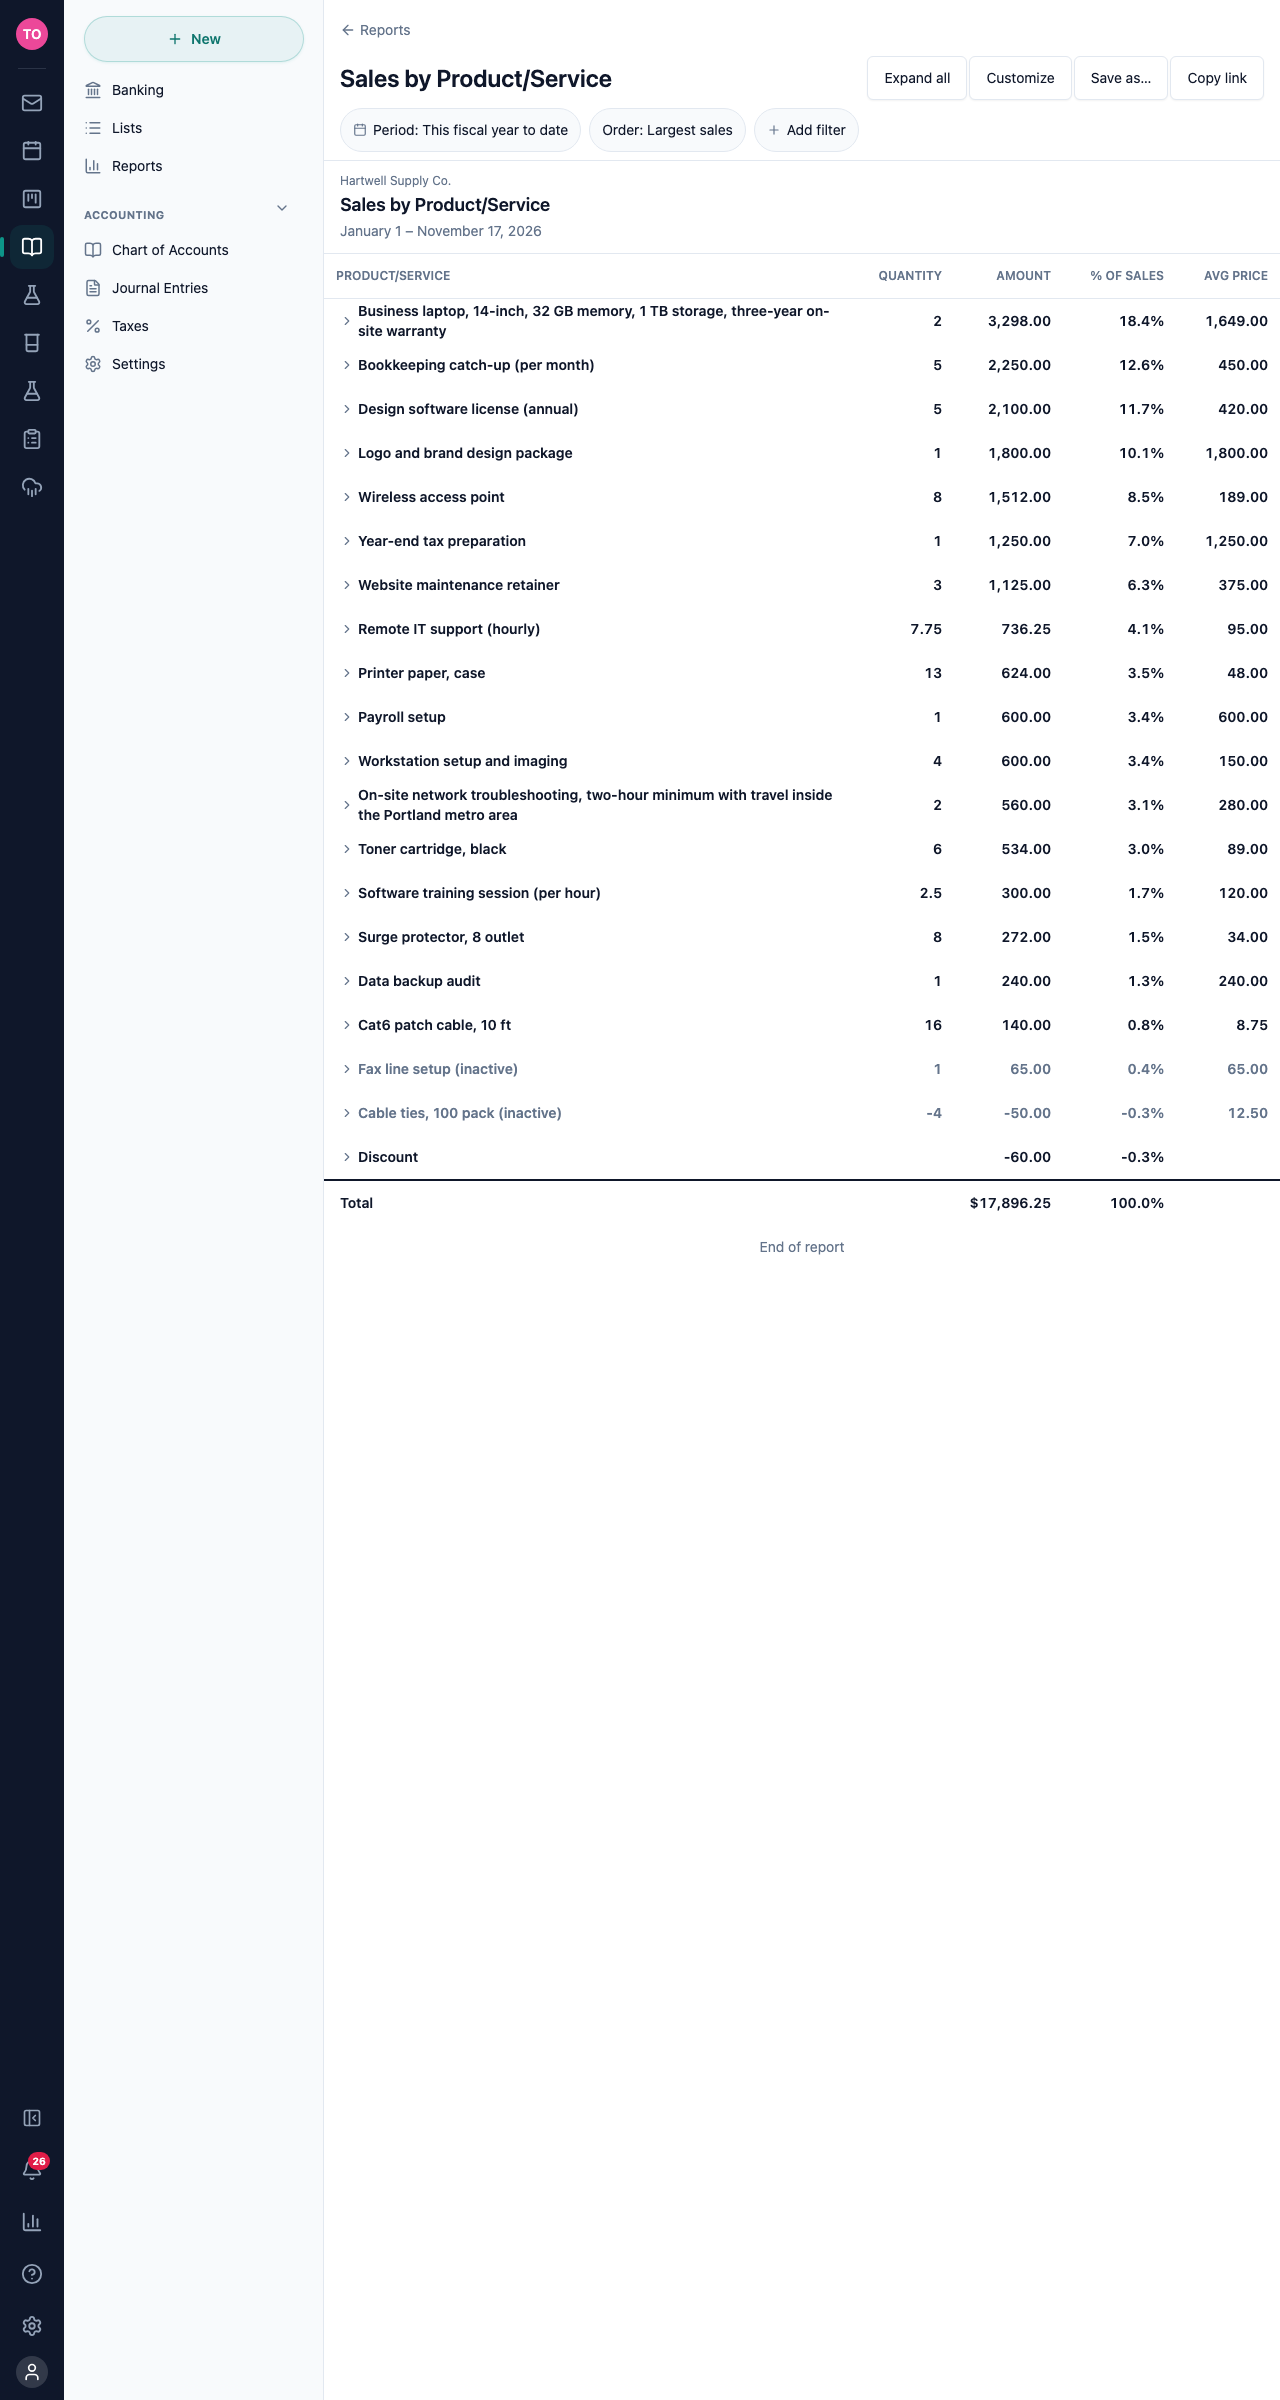 TO
New
Banking
Lists
Reports
ACCOUNTING
Chart of Accounts
Journal Entries
Taxes
Settings
26
Reports
Sales by Product/Service
Expand all
Customize
Save as...
Copy link
Period: This fiscal year to date
Order: Largest sales
Add filter
Hartwell Supply Co.
Sales by Product/Service
January 1 – November 17, 2026
PRODUCT/SERVICE QUANTITY AMOUNT % OF SALES AVG PRICE
Business laptop, 14-inch, 32 GB memory, 1 TB storage, three-year on-
site warranty
2 3,298.00 18.4% 1,649.00
Bookkeeping catch-up (per month) 5 2,250.00 12.6% 450.00
Design software license (annual) 5 2,100.00 11.7% 420.00
Logo and brand design package 1 1,800.00 10.1% 1,800.00
Wireless access point 8 1,512.00 8.5% 189.00
Year-end tax preparation 1 1,250.00 7.0% 1,250.00
Website maintenance retainer 3 1,125.00 6.3% 375.00
Remote IT support (hourly) 7.75 736.25 4.1% 95.00
Printer paper, case 13 624.00 3.5% 48.00
Payroll setup 1 600.00 3.4% 600.00
Workstation setup and imaging 4 600.00 3.4% 150.00
On-site network troubleshooting, two-hour minimum with travel inside
the Portland metro area
2 560.00 3.1% 280.00
Toner cartridge, black 6 534.00 3.0% 89.00
Software training session (per hour) 2.5 300.00 1.7% 120.00
Surge protector, 8 outlet 8 272.00 1.5% 34.00
Data backup audit 1 240.00 1.3% 240.00
Cat6 patch cable, 10 ft 16 140.00 0.8% 8.75
Fax line setup (inactive) 1 65.00 0.4% 65.00
Cable ties, 100 pack (inactive) -4 -50.00 -0.3% 12.50
Discount -60.00 -0.3%
Total $17,896.25 100.0%
End of report